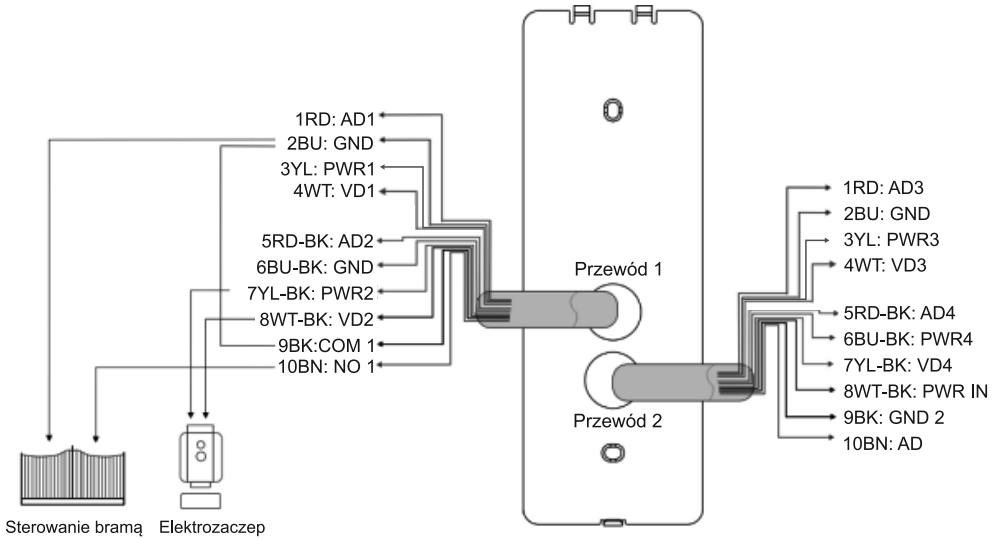 1RD: AD1
2BU: GND
3YL: PWR1
4WT: VD1
5RD-BK: AD2
6BU-BK: GND
7YL-BK: PWR2
8WT-BK: VD2
9BK:COM 1
10BN: NO 1
Sterowanie bramą
Elektrozaczep
Przewód 1
Przewód 2
1RD: AD3
2BU: GND
3YL: PWR3
4WT: VD3
5RD-BK: AD4
6BU-BK: PWR4
7YL-BK: VD4
8WT-BK: PWR IN
9BK: GND 2
10BN: AD